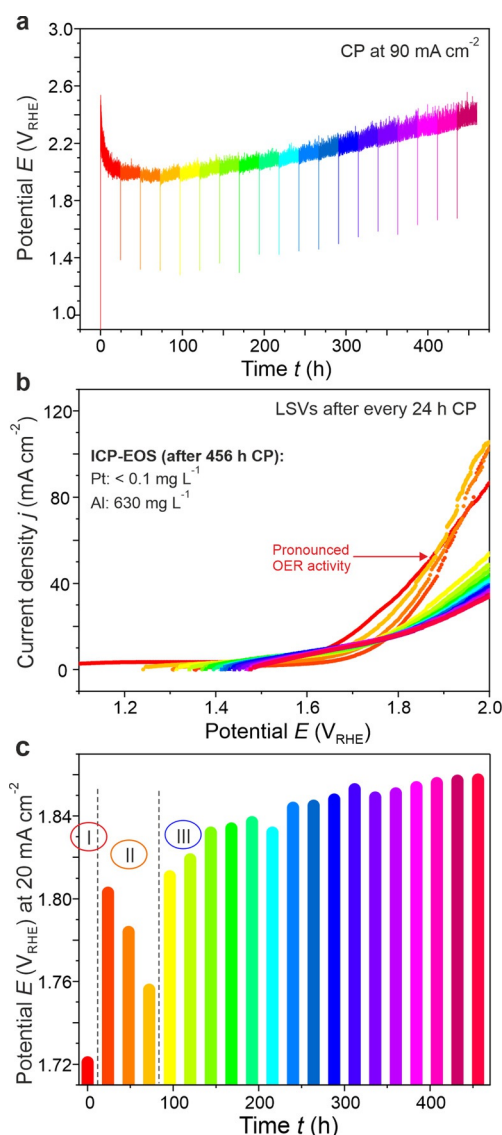 a
CP at 90 mA cm⁻²
Potential E (V_RHE)
3.0
2.6
2.2
1.8
1.4
1.0
0 100 200 300 400
Time t (h)
b
LSVs after every 24 h CP
ICP-EOS (after 456 h CP):
Pt: < 0.1 mg L⁻¹
Al: 630 mg L⁻¹
Pronounced
OER activity
Current density j (mA cm⁻²)
120
80
40
0
1.2 1.4 1.6 1.8 2.0
Potential E (V_RHE)
c
I
II
III
Potential E (V_RHE) at 20 mA cm⁻²
1.84
1.80
1.76
1.72
0 100 200 300 400
Time t (h)